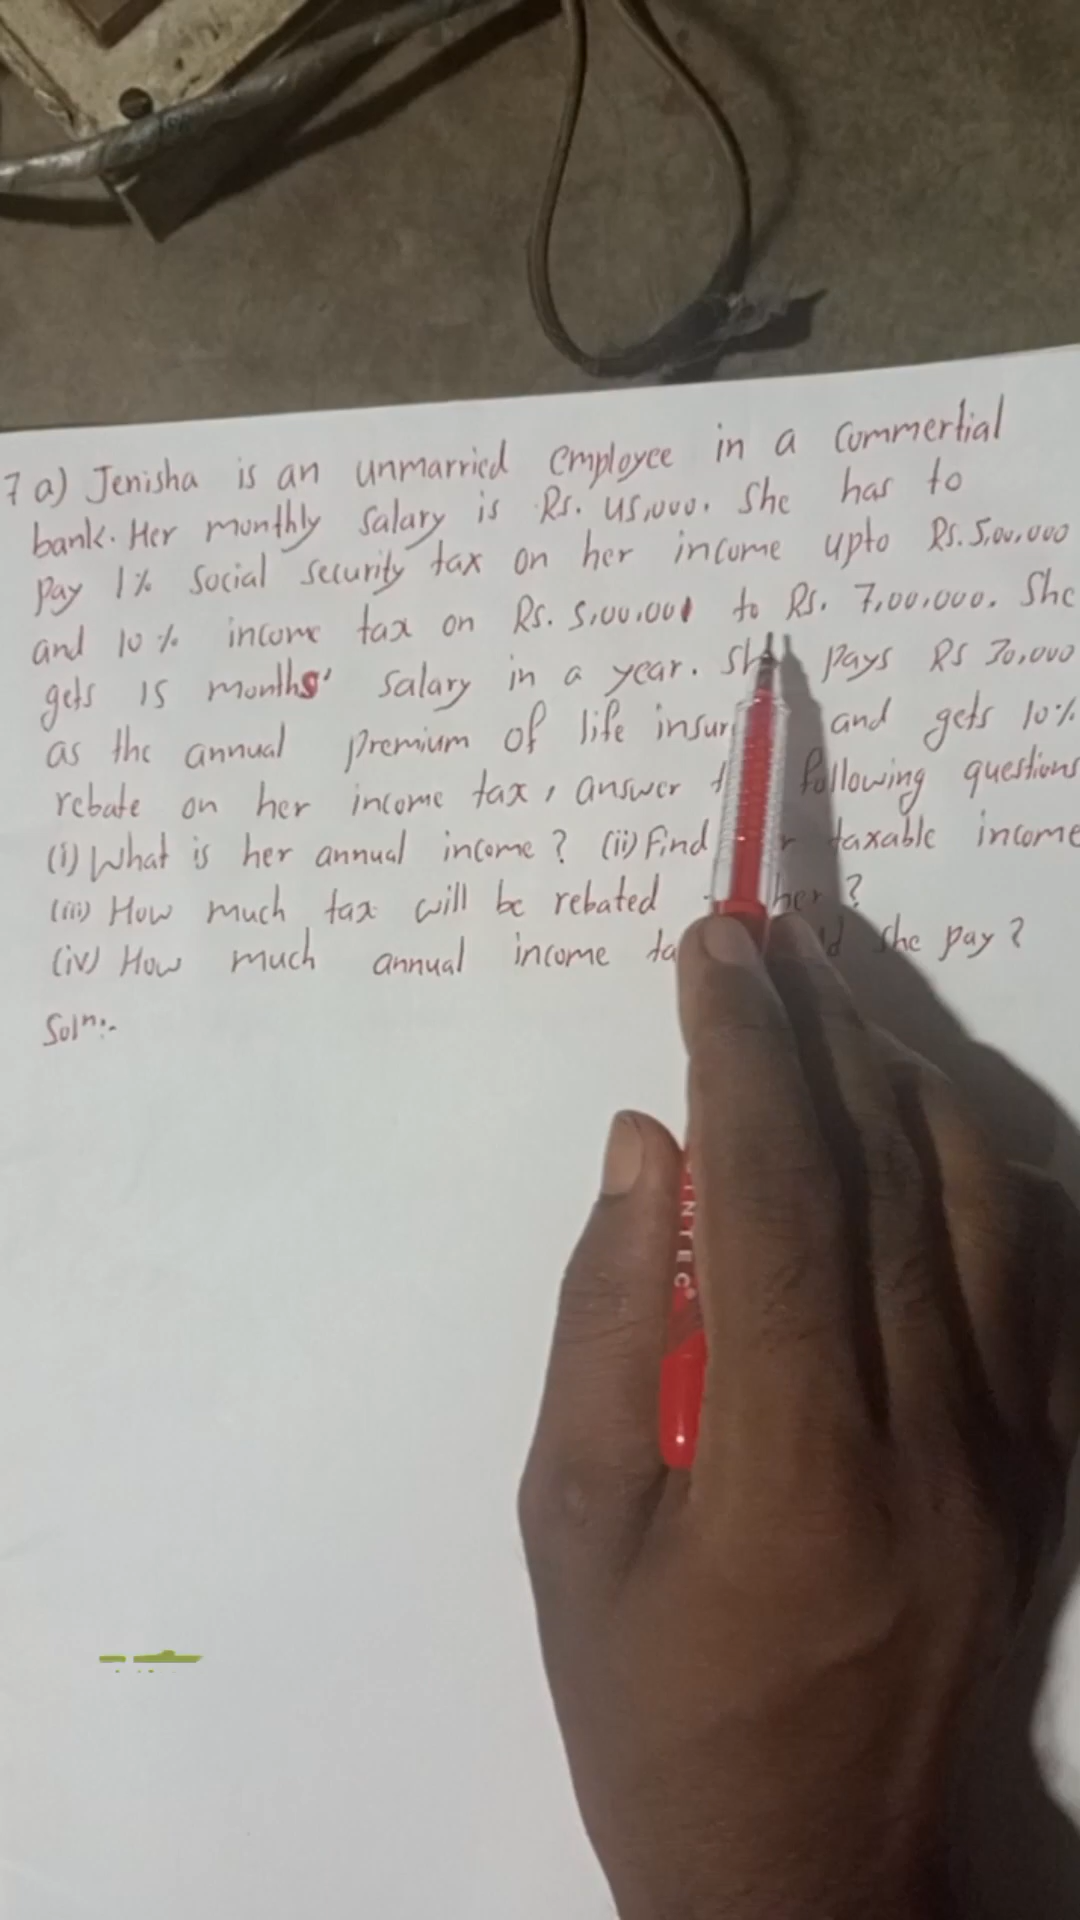 7 a) Jenisha is an unmarried employee in a Commertial
bank. Her monthly salary is Rs. 45,000. She has to
pay 1% social security tax on her income upto Rs. 5,00,000
and 10% income tax on Rs. 5,00,001 to Rs. 7,00,000. She
gets 15 months' salary in a year. She pays RS 30,000
as the annual premium of life insur and gets 10%
rebate on her income tax, answer following questions
(i) What is her annual income? (ii) Find taxable income
(iii) How much tax will be rebated her?
(iv) How much annual income she pay?
Solⁿ:-
INTEC